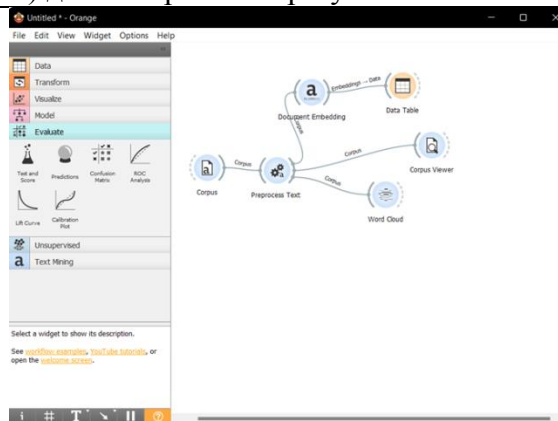 Untitled * - Orange
File Edit View Widget Options Help
Data
Transform
Visualize
Model
Evaluate
Test and Score
Predictions
Confusion Matrix
ROC Analysis
Lift Curve
Calibration Plot
Unsupervised
Text Mining
Select a widget to show its description.
See workflow examples, YouTube tutorials, or
open the welcome screen.
Document Embedding
Embeddings → Data
Data Table
Corpus
Corpus
Corpus
Preprocess Text
Corpus
Corpus Viewer
Corpus
Word Cloud